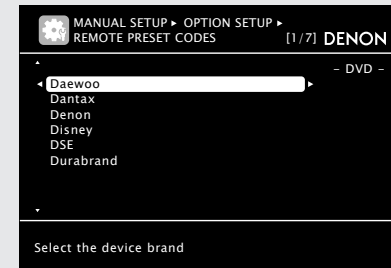 MANUAL SETUP ▸ OPTION SETUP ▸
REMOTE PRESET CODES [1/7] DENON
– DVD –
Daewoo
Dantax
Denon
Disney
DSE
Durabrand
Select the device brand